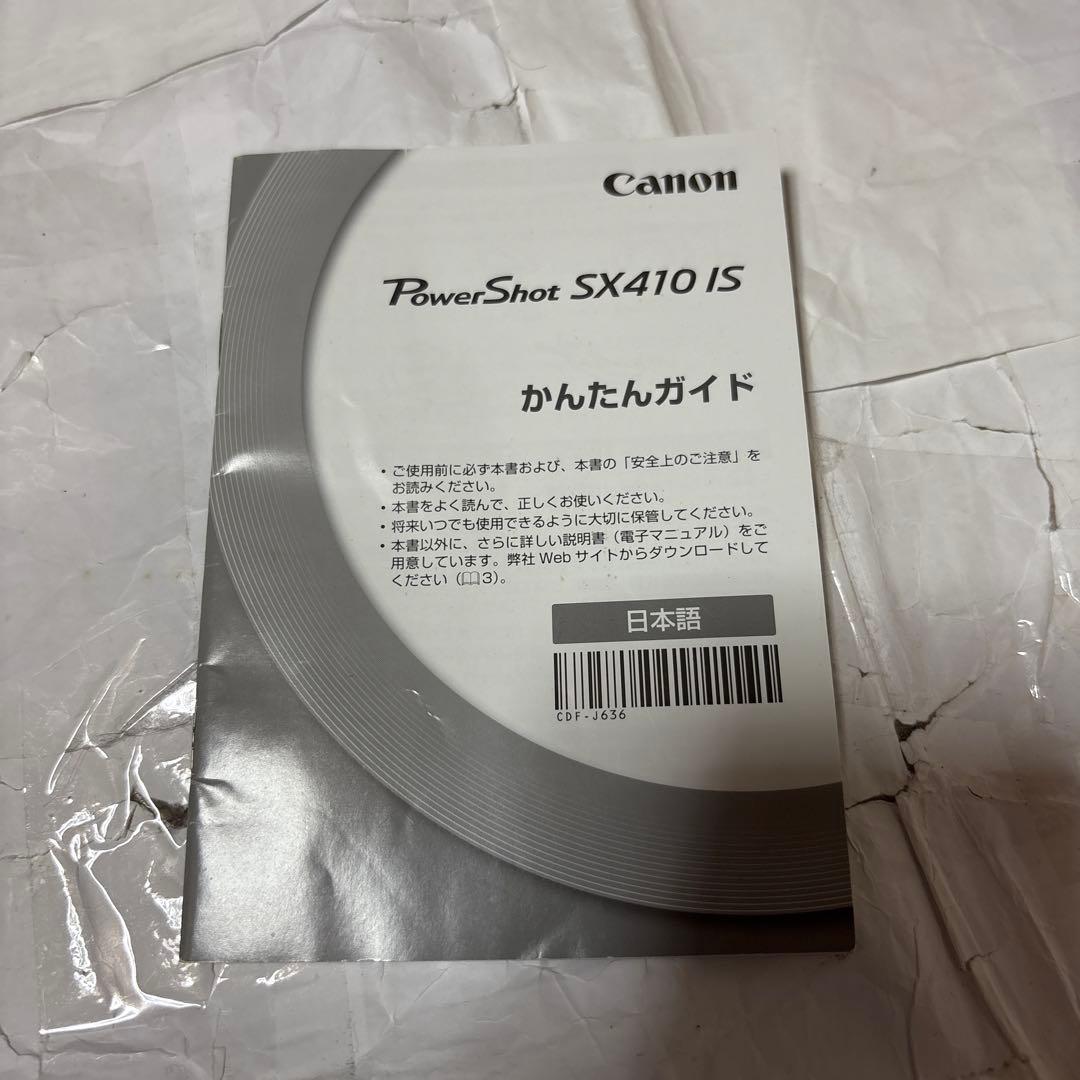 Canon
PowerShot SX410 IS
かんたんガイド
・ご使用前に必ず本書および、本書の「安全上のご注意」を
お読みください。
・本書をよく読んで、正しくお使いください。
・将来いつでも使用できるように大切に保管してください。
・本書以外に、さらに詳しい説明書（電子マニュアル）をご
用意しています。弊社 Web サイトからダウンロードして
ください（📖3）。
日本語
CDF-J636